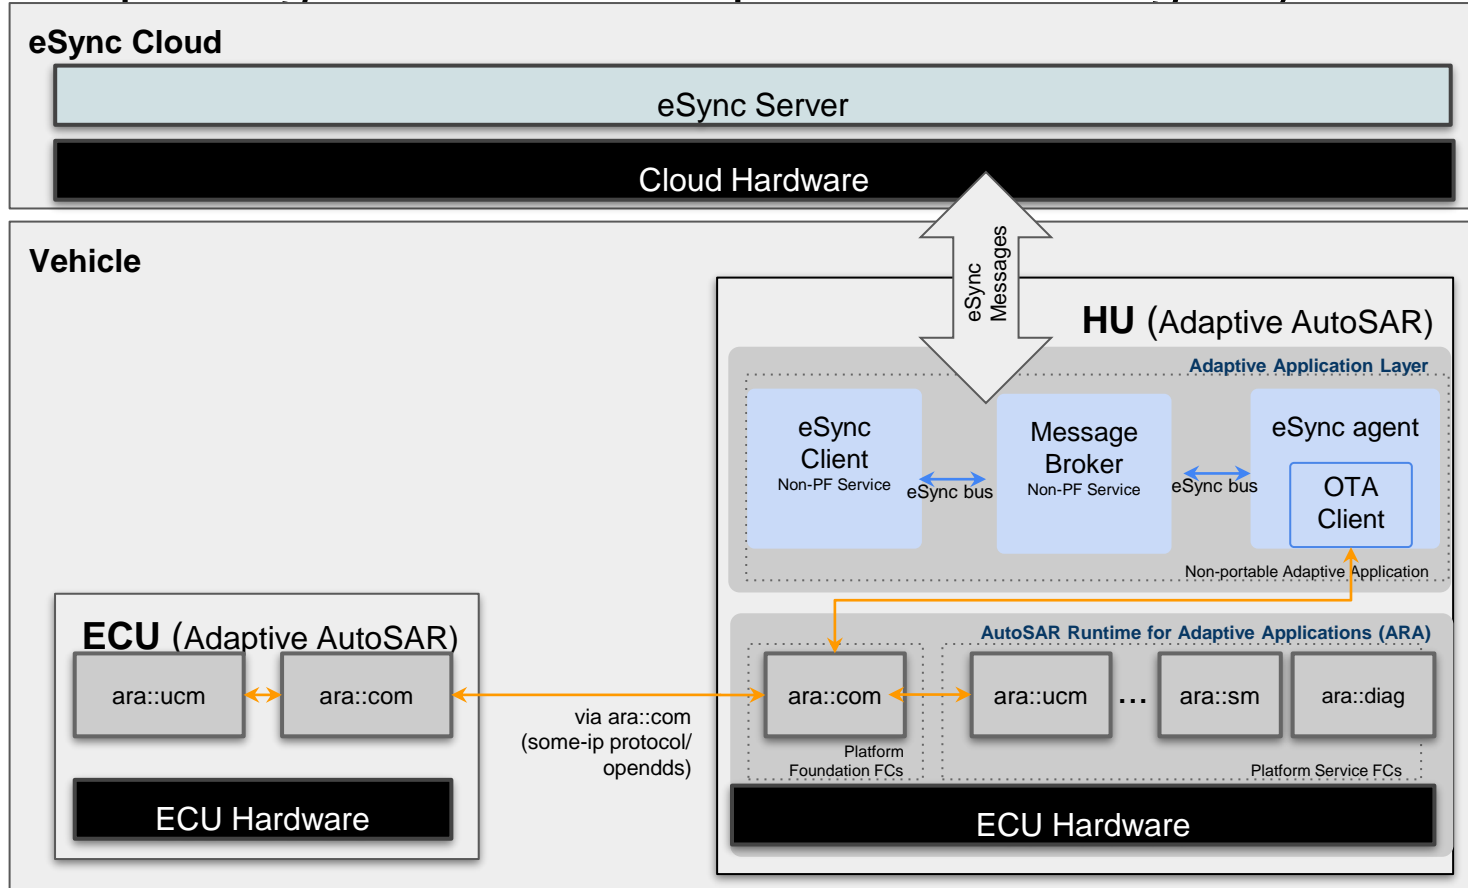 eSync Cloud
eSync Server
Cloud Hardware
Vehicle
eSync
Messages
HU (Adaptive AutoSAR)
Adaptive Application Layer
eSync
Client
Non-PF Service
eSync bus
Message
Broker
Non-PF Service
eSync bus
eSync agent
OTA
Client
Non-portable Adaptive Application
ECU (Adaptive AutoSAR)
ara::ucm
ara::com
ECU Hardware
via ara::com
(some-ip protocol/
opendds)
AutoSAR Runtime for Adaptive Applications (ARA)
ara::com
Platform
Foundation FCs
ara::ucm
...
ara::sm
ara::diag
Platform Service FCs
ECU Hardware